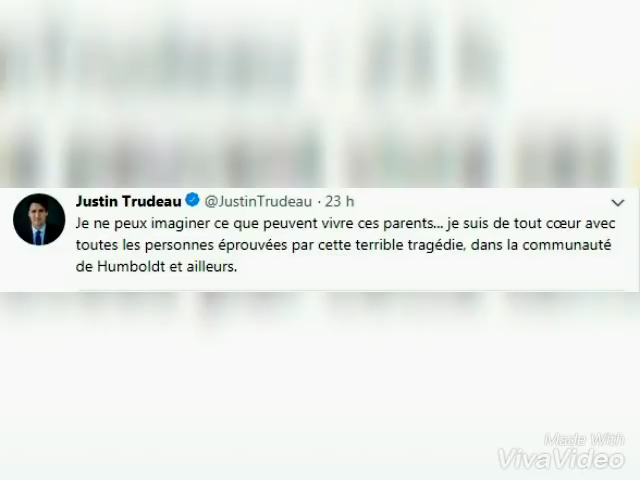 Justin Trudeau @JustinTrudeau · 23 h
Je ne peux imaginer ce que peuvent vivre ces parents... je suis de tout cœur avec
toutes les personnes éprouvées par cette terrible tragédie, dans la communauté
de Humboldt et ailleurs.
Made With
VivaVideo